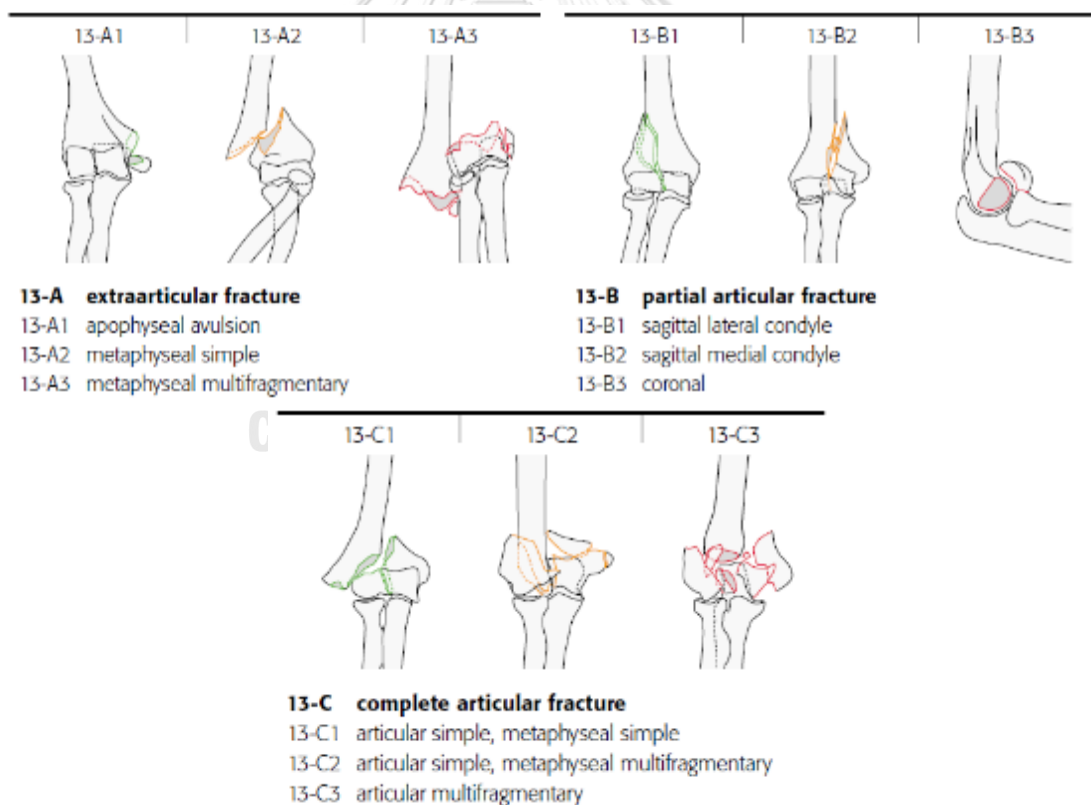 13-A1 13-A2 13-A3 13-B1 13-B2 13-B3
13-A extraarticular fracture
13-A1 apophyseal avulsion
13-A2 metaphyseal simple
13-A3 metaphyseal multifragmentary
13-B partial articular fracture
13-B1 sagittal lateral condyle
13-B2 sagittal medial condyle
13-B3 coronal
13-C1 13-C2 13-C3
13-C complete articular fracture
13-C1 articular simple, metaphyseal simple
13-C2 articular simple, metaphyseal multifragmentary
13-C3 articular multifragmentary